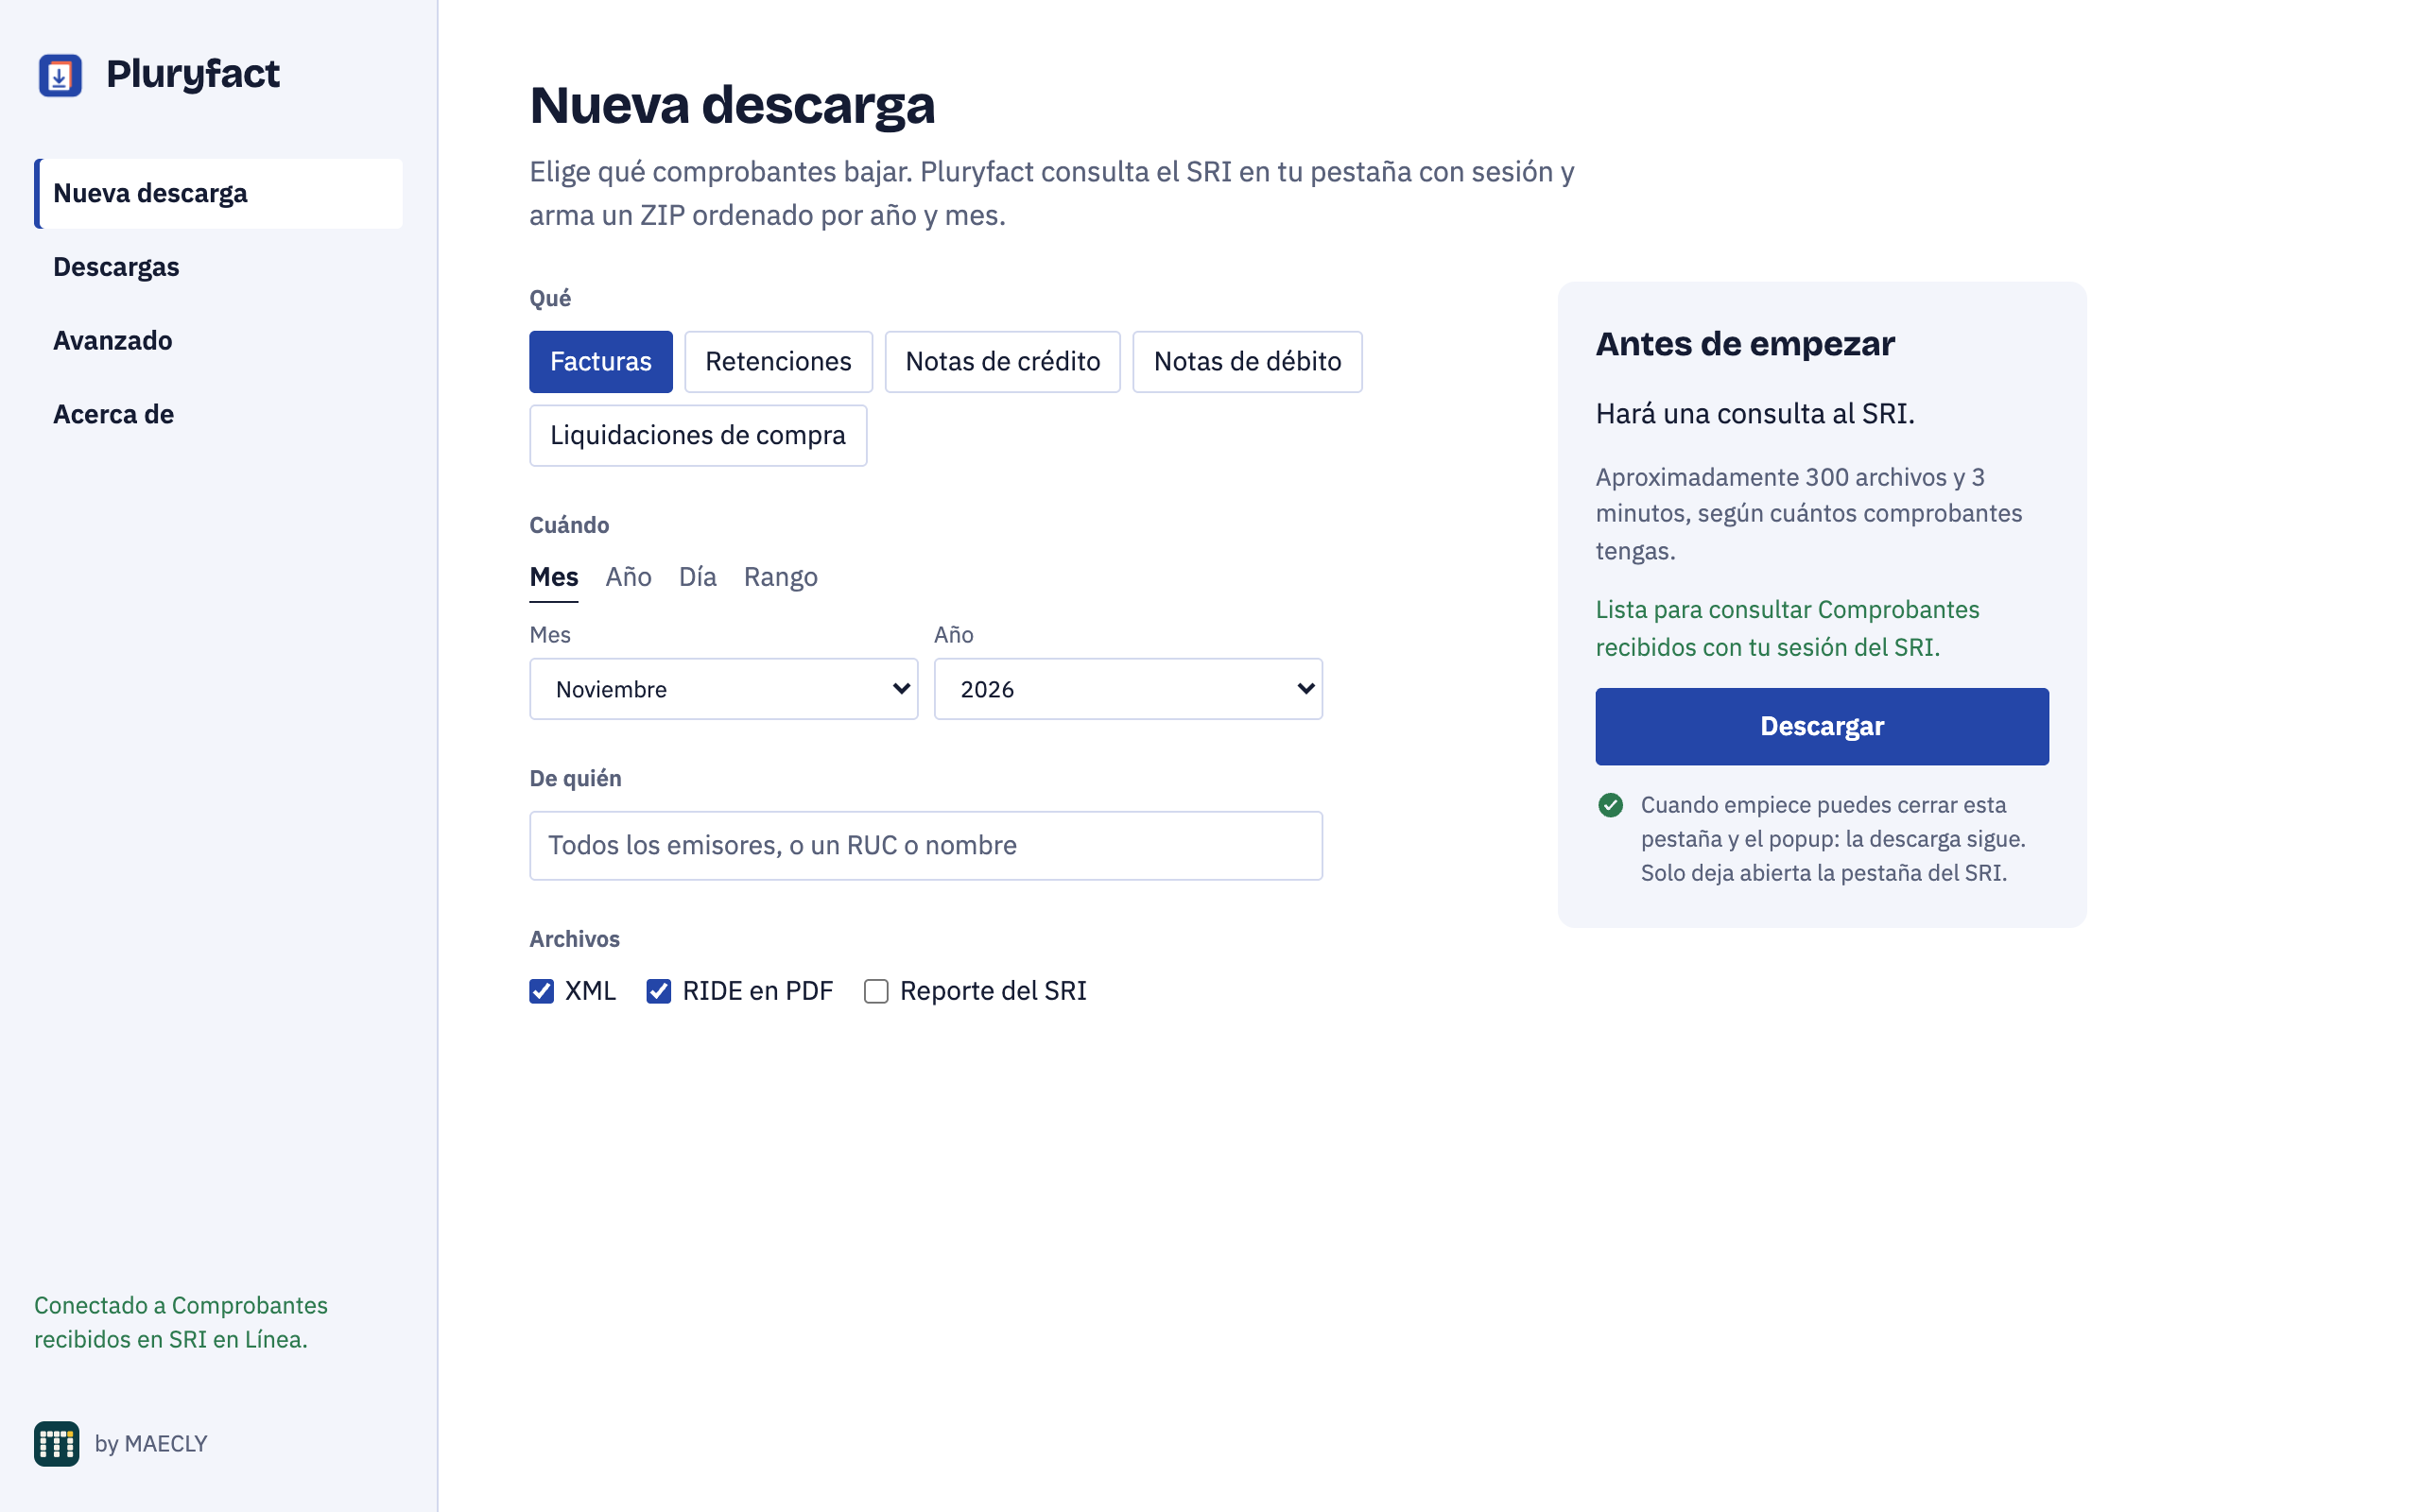 Pluryfact
Nueva descarga
Descargas
Avanzado
Acerca de
Conectado a Comprobantes
recibidos en SRI en Línea.
by MAECLY
Nueva descarga
Elige qué comprobantes bajar. Pluryfact consulta el SRI en tu pestaña con sesión y
arma un ZIP ordenado por año y mes.
Qué
Facturas
Retenciones
Notas de crédito
Notas de débito
Liquidaciones de compra
Cuándo
Mes
Año
Día
Rango
Mes
Año
Noviembre
2026
De quién
Todos los emisores, o un RUC o nombre
Archivos
XML
RIDE en PDF
Reporte del SRI
Antes de empezar
Hará una consulta al SRI.
Aproximadamente 300 archivos y 3
minutos, según cuántos comprobantes
tengas.
Lista para consultar Comprobantes
recibidos con tu sesión del SRI.
Descargar
Cuando empiece puedes cerrar esta
pestaña y el popup: la descarga sigue.
Solo deja abierta la pestaña del SRI.